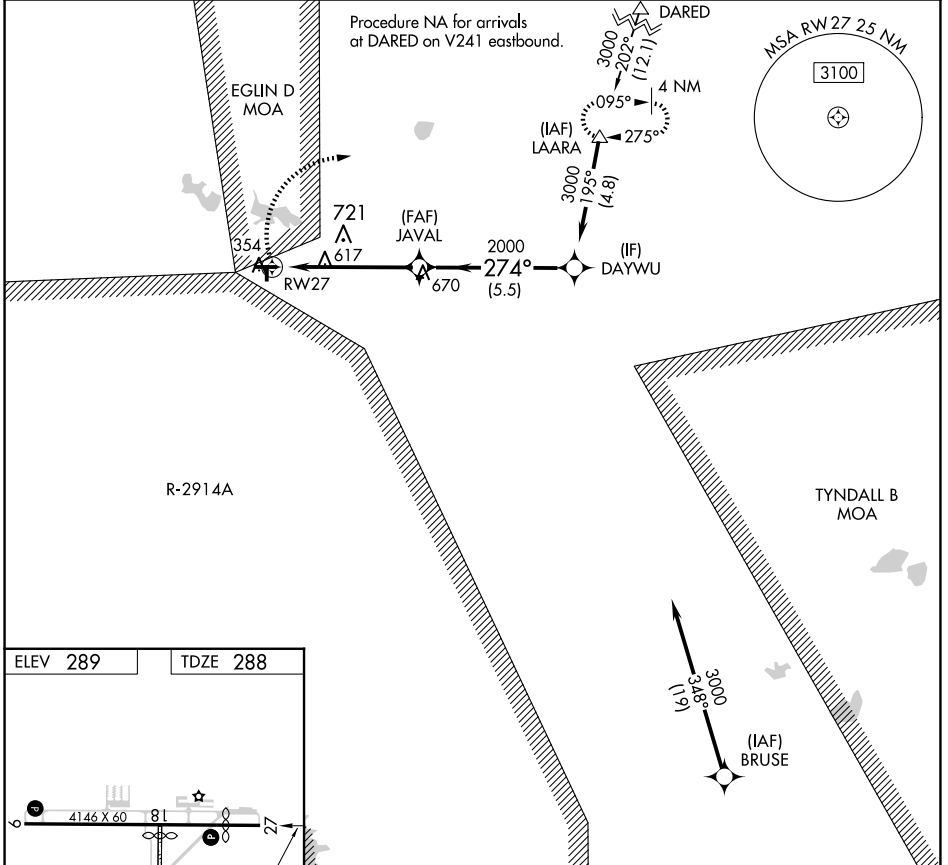 Procedure NA for arrivals
at DARED on V241 eastbound.
DARED
3000
202°
(12.1)
MSA RW27 25 NM
3100
EGLIN D
MOA
4 NM
095°
275°
(IAF)
LAARA
3000
195°
(4.8)
721
(FAF)
JAVAL
354
617
RW27
670
2000
274°
(5.5)
(IF)
DAYWU
R-2914A
TYNDALL B
MOA
3000
348°
(19)
(IAF)
BRUSE
ELEV 289
TDZE 288
P
4146 X 60
18
9
27
P